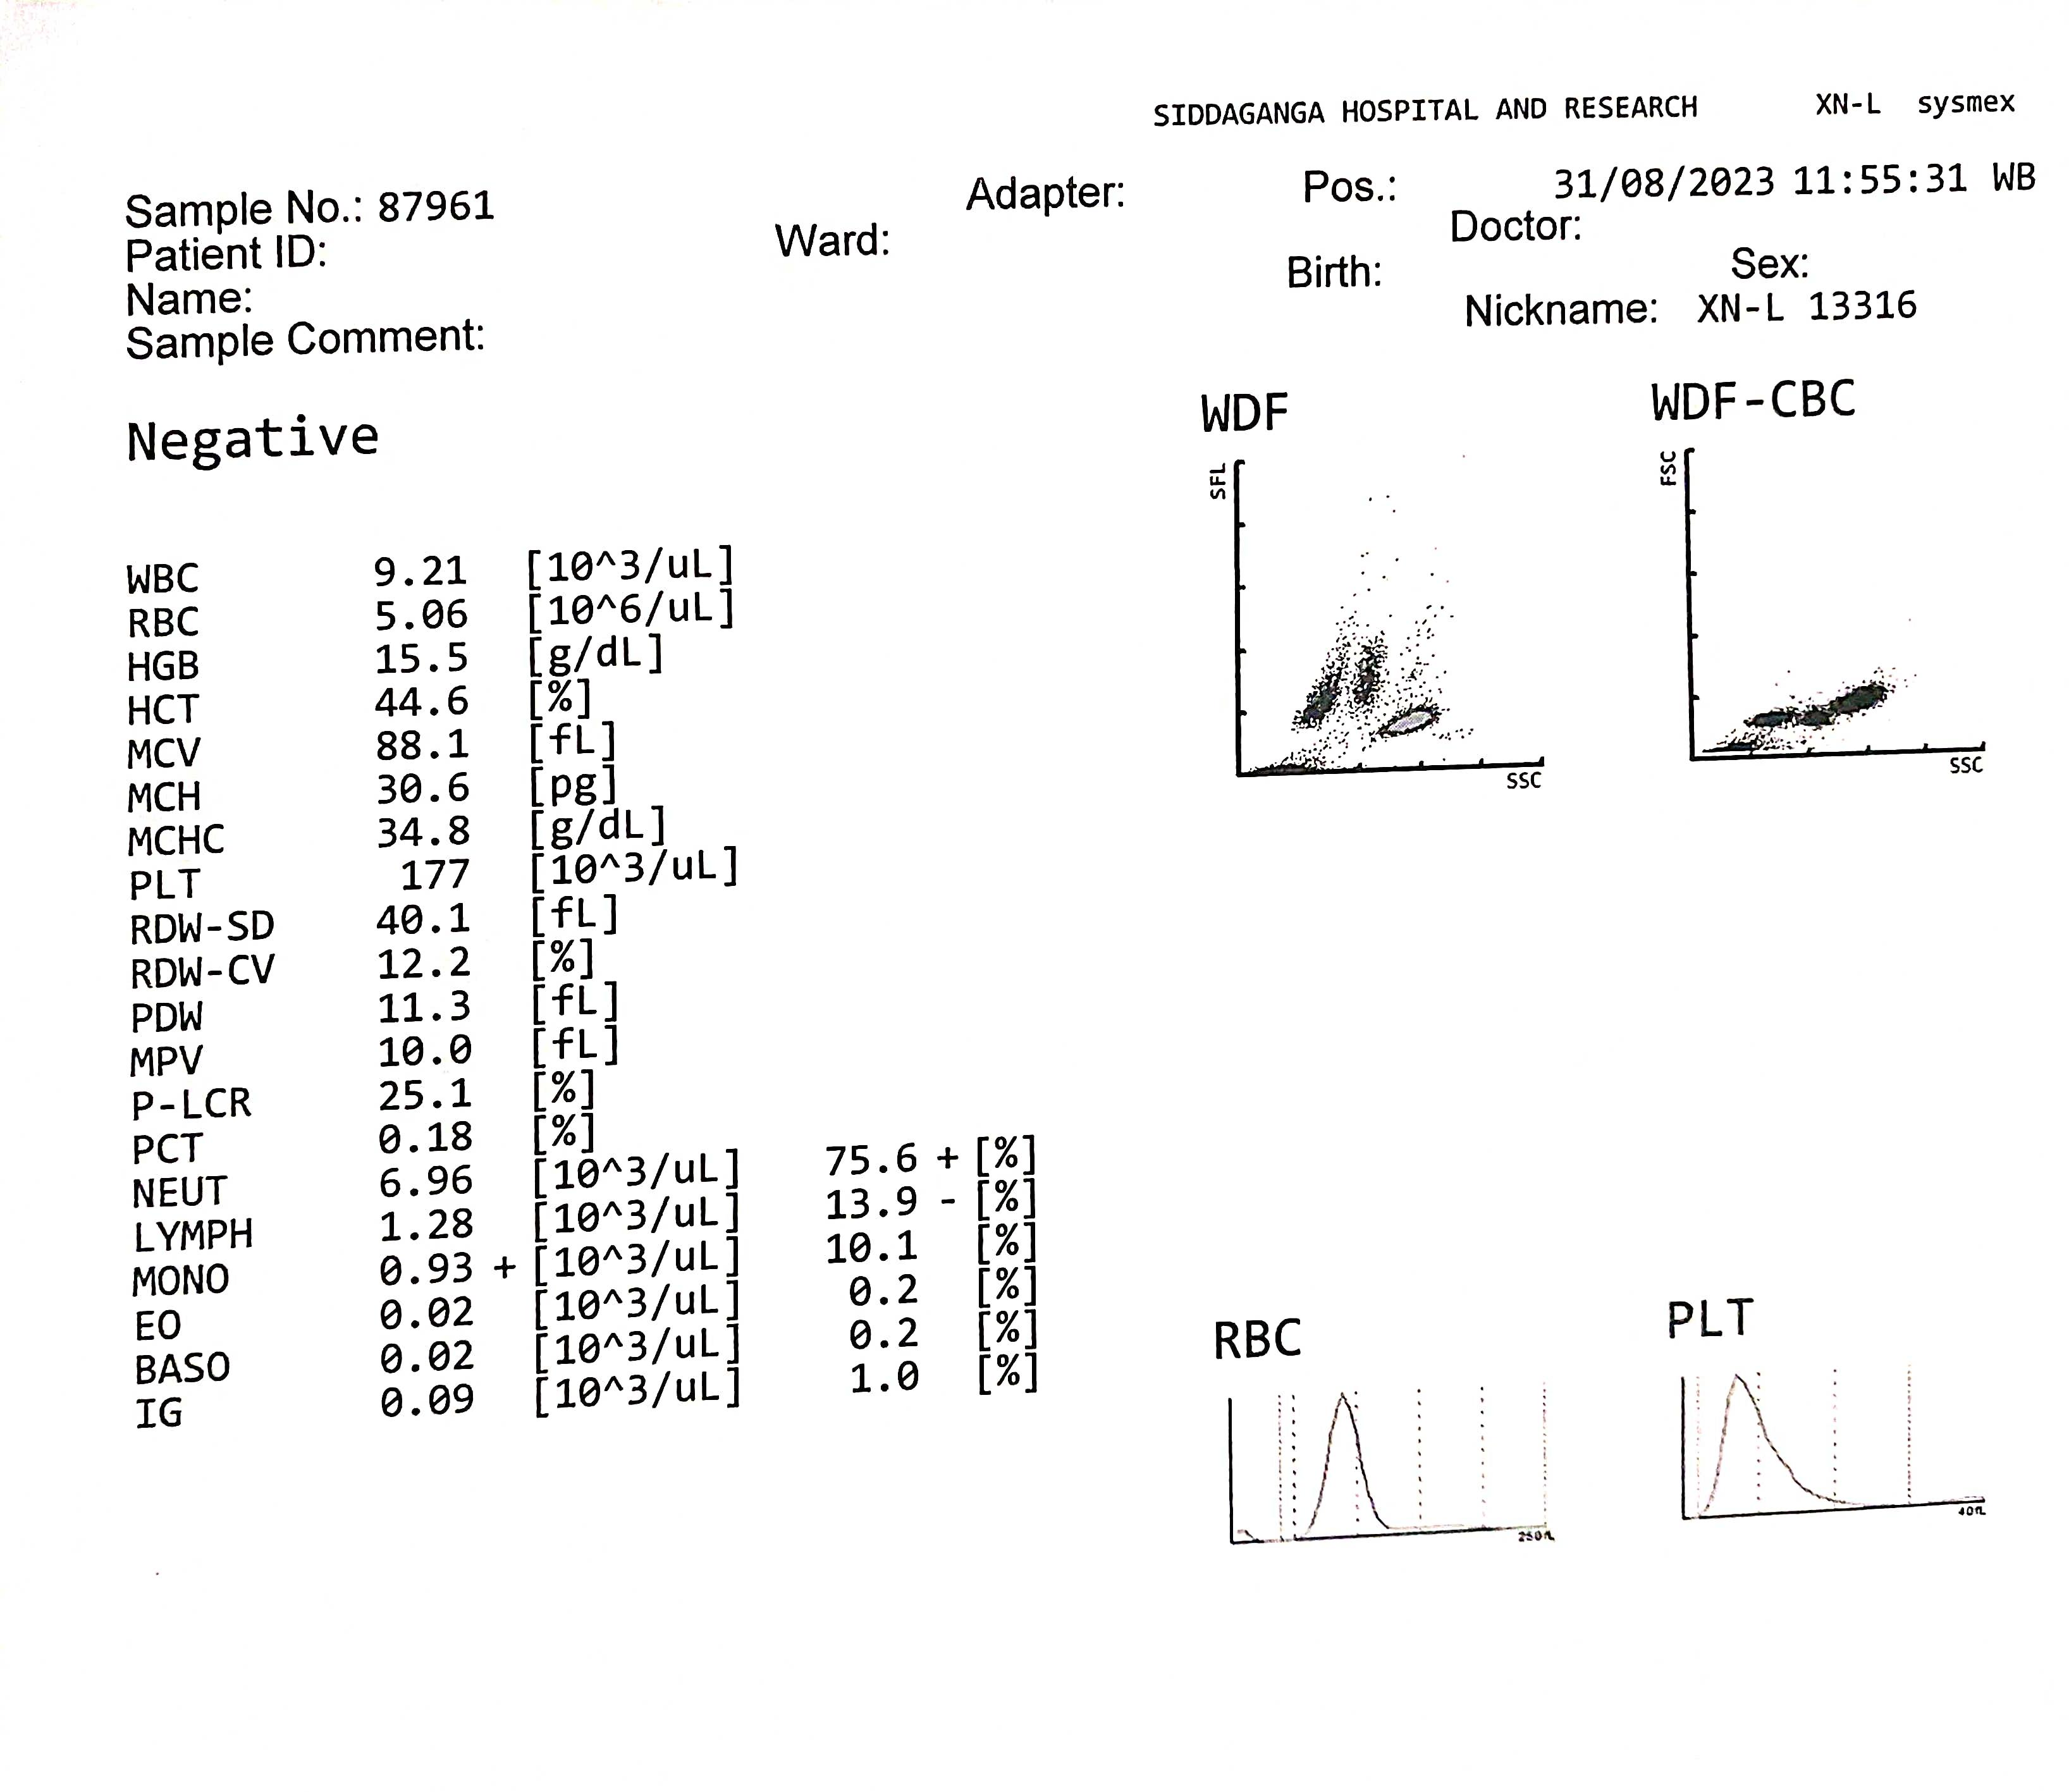 SIDDAGANGA HOSPITAL AND RESEARCH XN-L sysmex
Sample No.: 87961 Adapter: Pos.: 31/08/2023 11:55:31 WB
Patient ID: Ward: Doctor:
Name: Birth: Sex:
Sample Comment: Nickname: XN-L 13316
Negative
WDF WDF-CBC
SFL FSC
SSC SSC
WBC 9.21 [10^3/uL]
RBC 5.06 [10^6/uL]
HGB 15.5 [g/dL]
HCT 44.6 [%]
MCV 88.1 [fL]
MCH 30.6 [pg]
MCHC 34.8 [g/dL]
PLT 177 [10^3/uL]
RDW-SD 40.1 [fL]
RDW-CV 12.2 [%]
PDW 11.3 [fL]
MPV 10.0 [fL]
P-LCR 25.1 [%]
PCT 0.18 [%]
NEUT 6.96 [10^3/uL] 75.6 + [%]
LYMPH 1.28 [10^3/uL] 13.9 - [%]
MONO 0.93 + [10^3/uL] 10.1 [%]
EO 0.02 [10^3/uL] 0.2 [%]
BASO 0.02 [10^3/uL] 0.2 [%]
IG 0.09 [10^3/uL] 1.0 [%]
RBC PLT
250fL 40fL